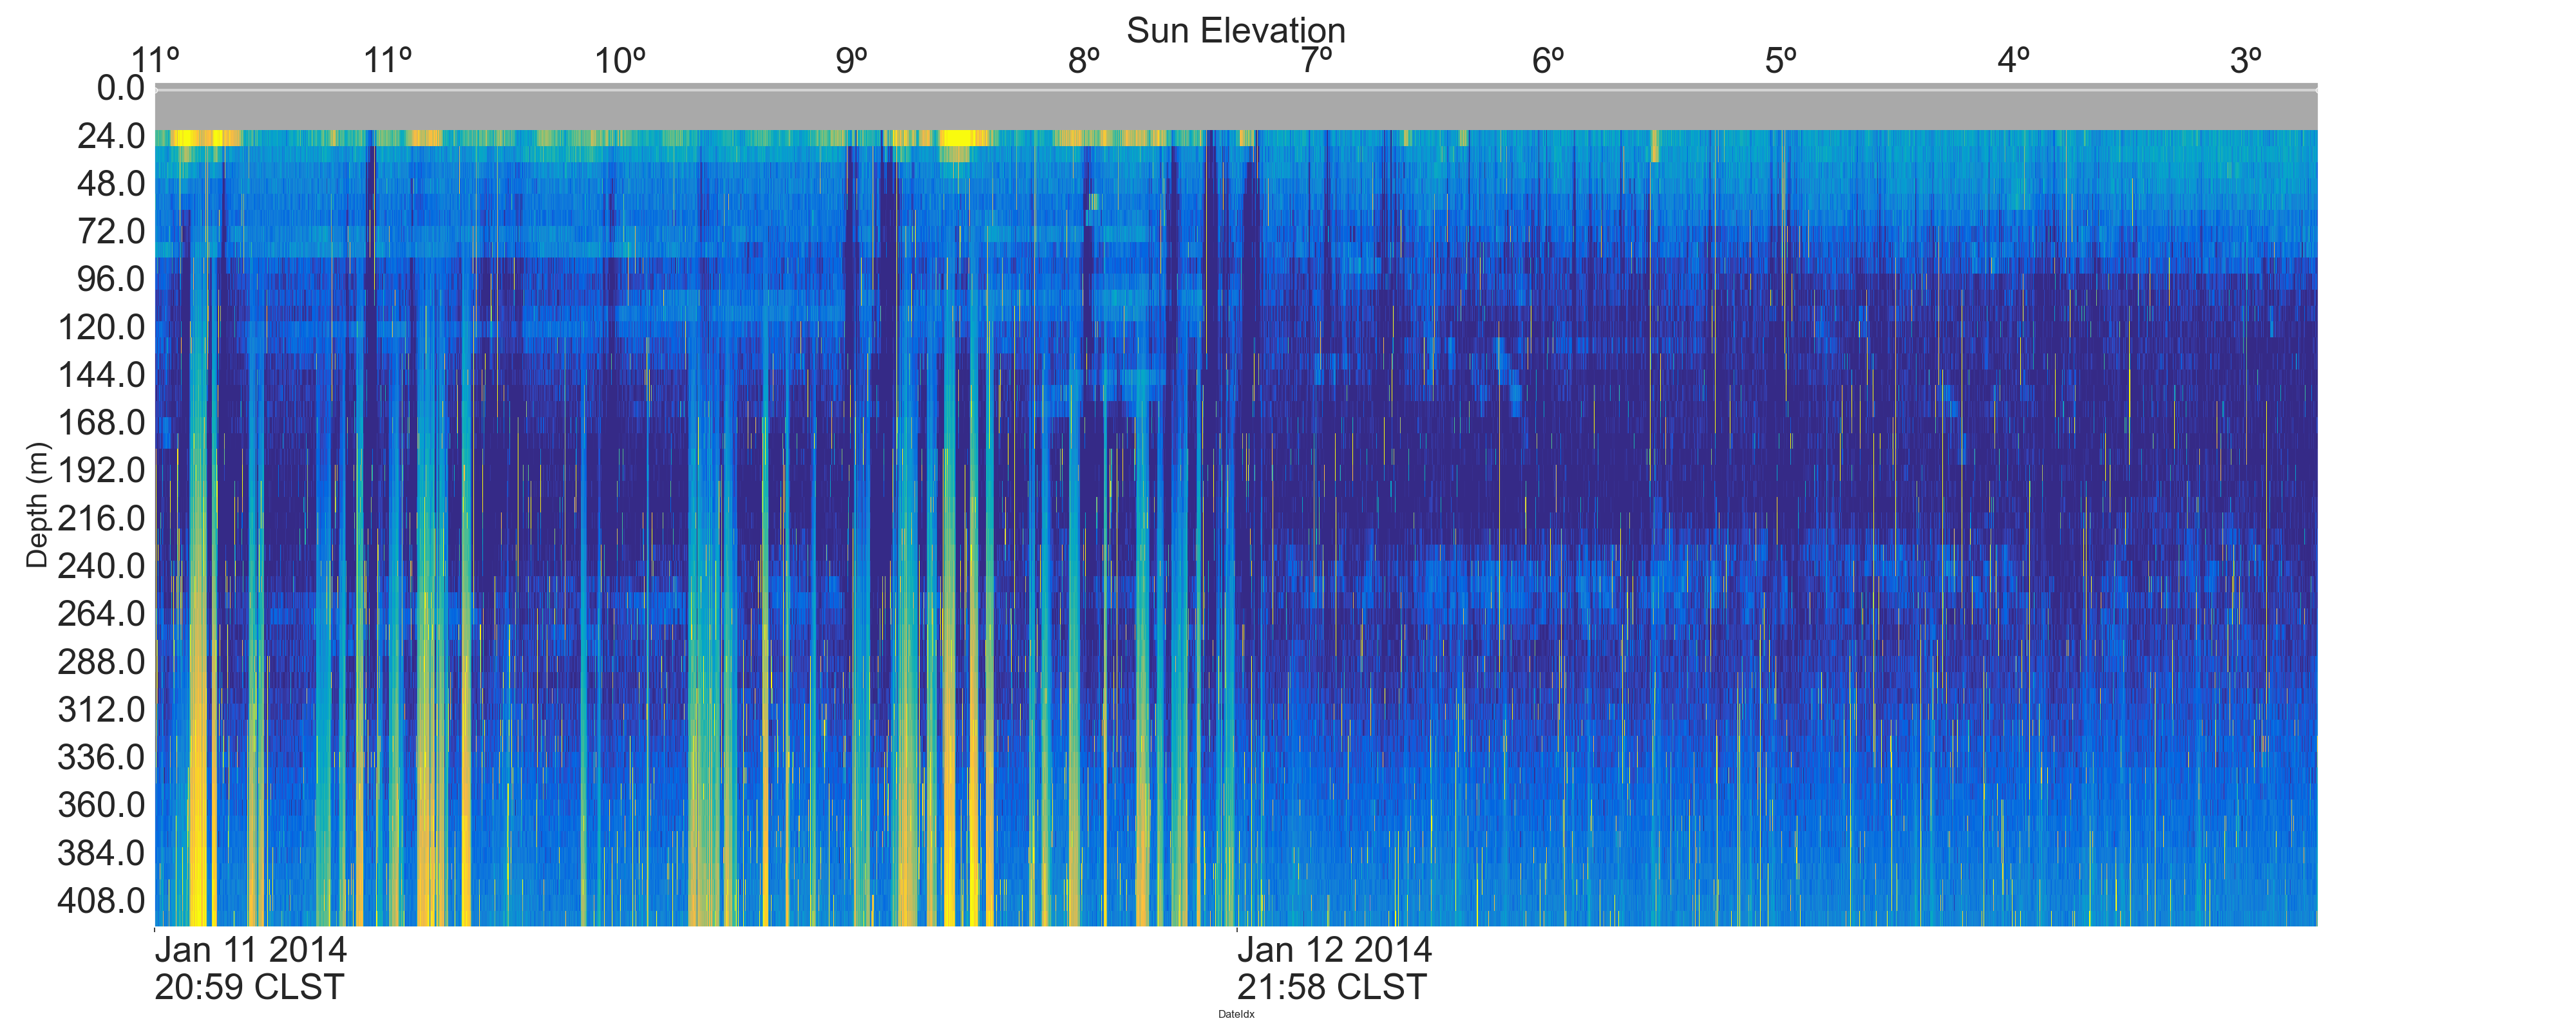 Sun Elevation
11º 11º 10º 9º 8º 7º 6º 5º 4º 3º
0.0
24.0
48.0
72.0
96.0
120.0
144.0
168.0
192.0
216.0
240.0
264.0
288.0
312.0
336.0
360.0
384.0
408.0
Depth (m)
Jan 11 2014
20:59 CLST
Jan 12 2014
21:58 CLST
DateIdx